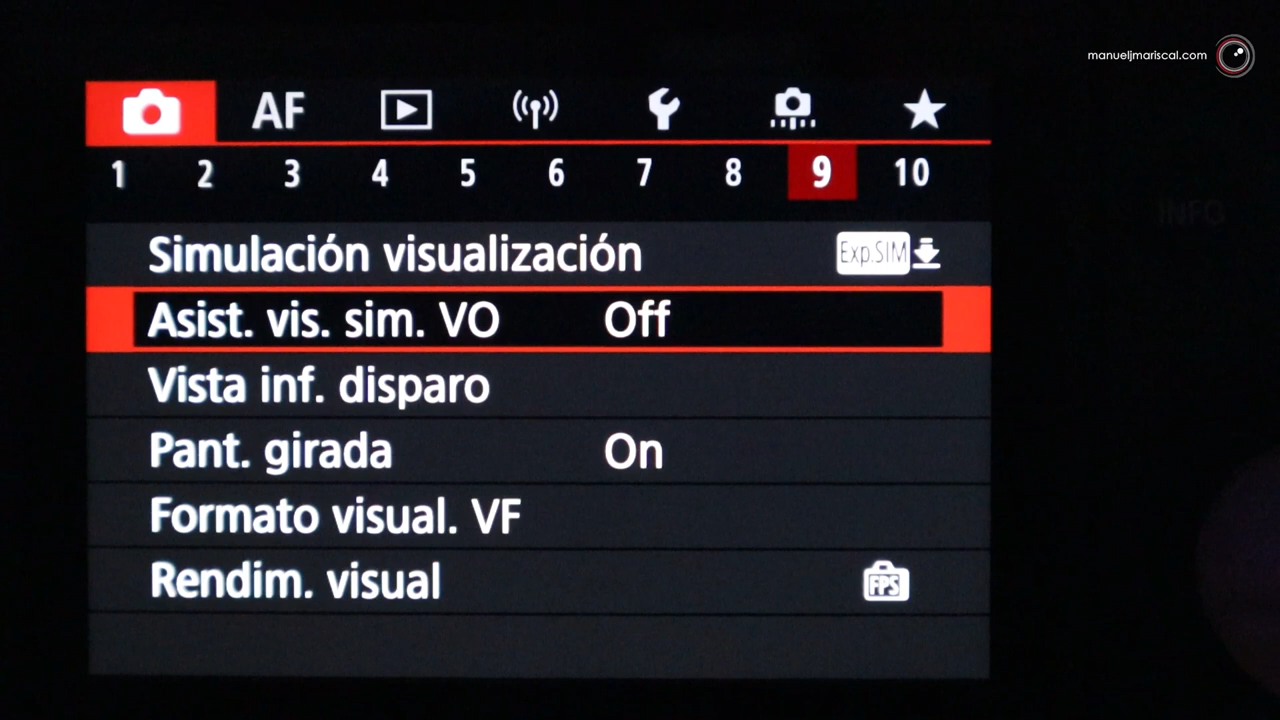 manueljmariscal.com
AF
1 2 3 4 5 6 7 8 9 10
Simulación visualización Exp.SIM
Asist. vis. sim. VO Off
Vista inf. disparo
Pant. girada On
Formato visual. VF
Rendim. visual FPS
INFO